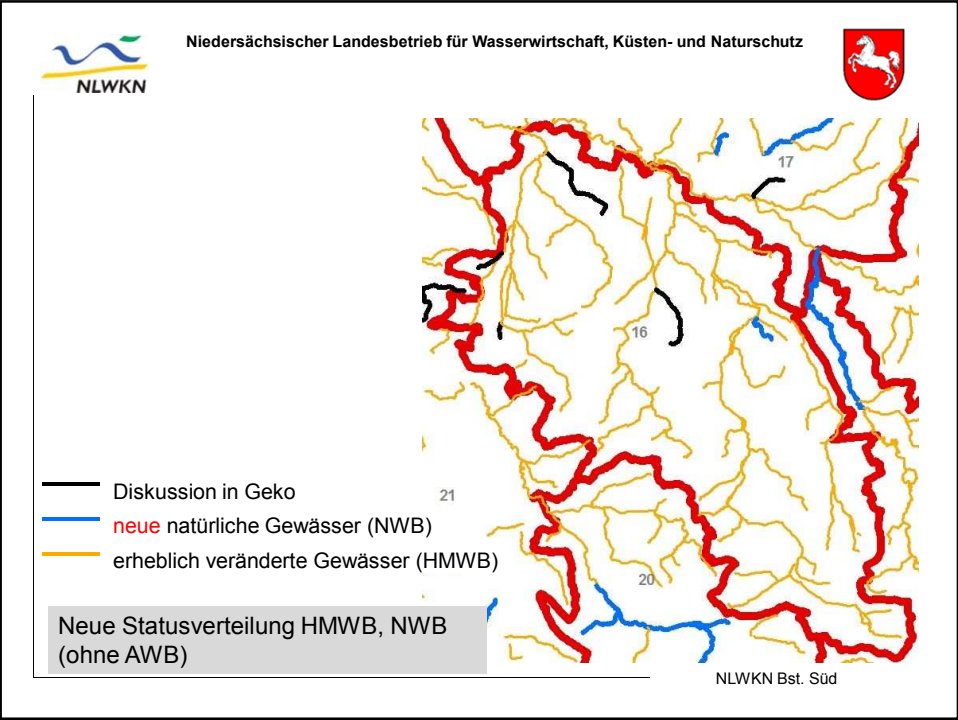 Niedersächsischer Landesbetrieb für Wasserwirtschaft, Küsten- und Naturschutz
NLWKN
17
16
21
20
Diskussion in Geko
neue natürliche Gewässer (NWB)
erheblich veränderte Gewässer (HMWB)
Neue Statusverteilung HMWB, NWB
(ohne AWB)
NLWKN Bst. Süd